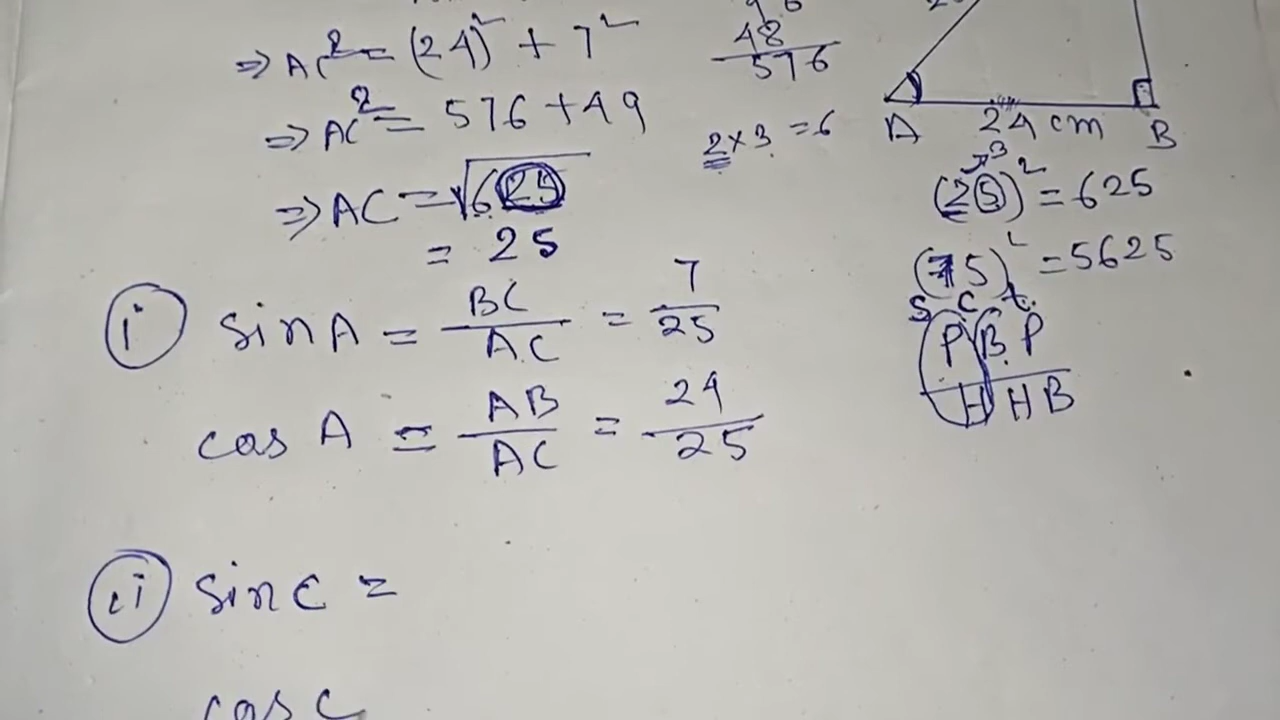 ⇒ AC² = (24)² + 7²
⇒ AC² = 576 + 49
⇒ AC = √625
= 25
(i) sin A = BC/AC = 7/25
cos A = AB/AC = 24/25
(ii) sin C =
cos C
48
576
2 × 3 = 6
A 24 cm B
3
(25)² = 625
(75)² = 5625
S C t.
P B P
H H B